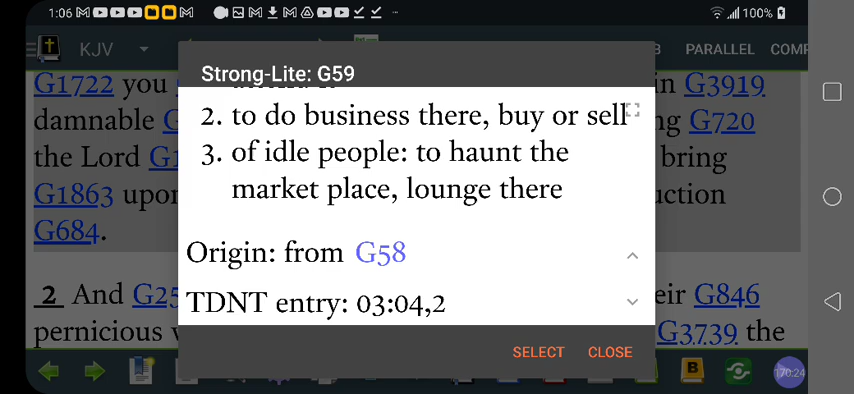 1:06
100%
KJV
PARALLEL
Strong-Lite: G59
G1722 you
in G3919
2. to do business there, buy or sell
damnable
G720
3. of idle people: to haunt the
the Lord
bring
market place, lounge there
G1863 upon
G684.
Origin: from G58
2 And
G846
TDNT entry: 03:04,2
pernicious
G3739 the
SELECT CLOSE
170:24